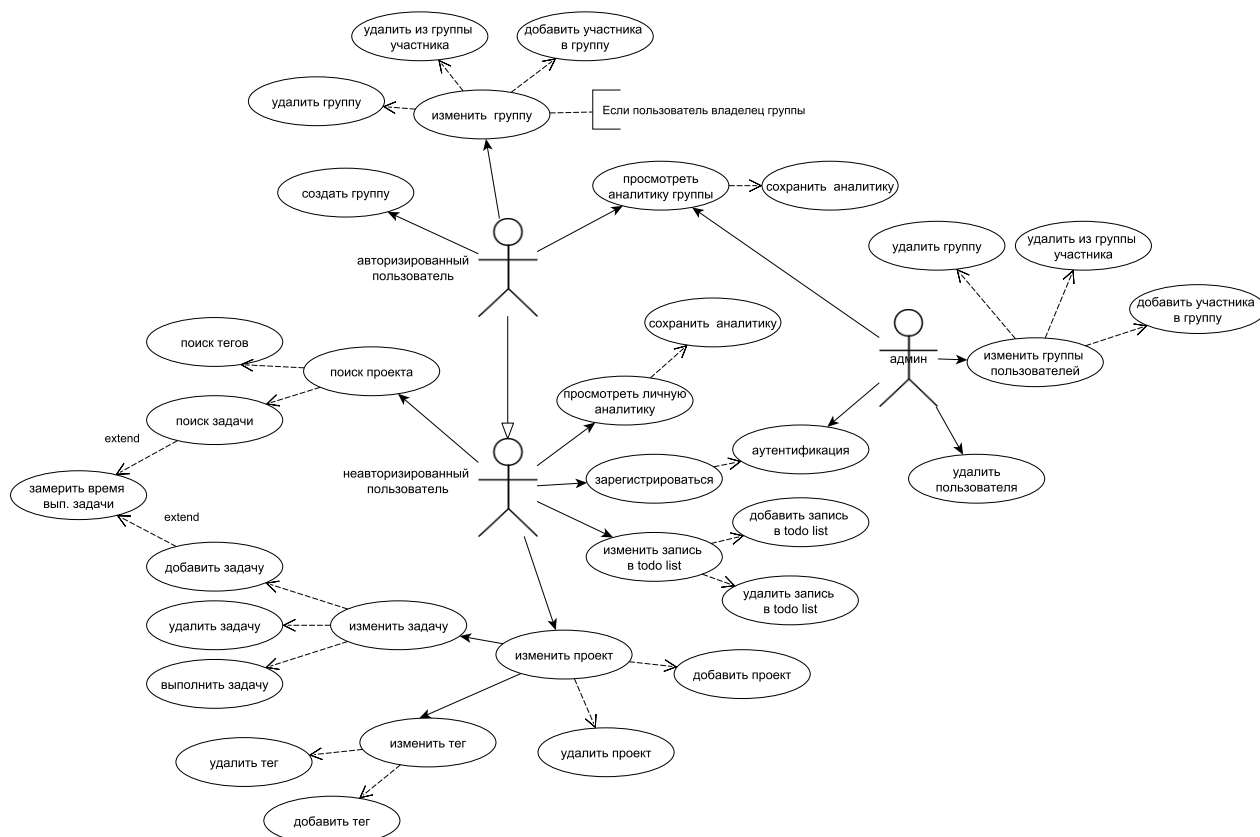 удалить из группы
участника
добавить участника
в группу
удалить группу
изменить группу
Если пользователь владелец группы
создать группу
просмотреть
аналитику группы
сохранить аналитику
авторизированный
пользователь
удалить группу
удалить из группы
участника
добавить участника
в группу
админ
изменить группы
пользователей
сохранить аналитику
поиск тегов
поиск проекта
просмотреть личную
аналитику
поиск задачи
extend
аутентификация
неавторизированный
пользователь
зарегистрироваться
удалить
пользователя
замерить время
вып. задачи
extend
добавить запись
в todo list
изменить запись
в todo list
добавить задачу
удалить запись
в todo list
удалить задачу
изменить задачу
изменить проект
добавить проект
выполнить задачу
изменить тег
удалить проект
удалить тег
добавить тег